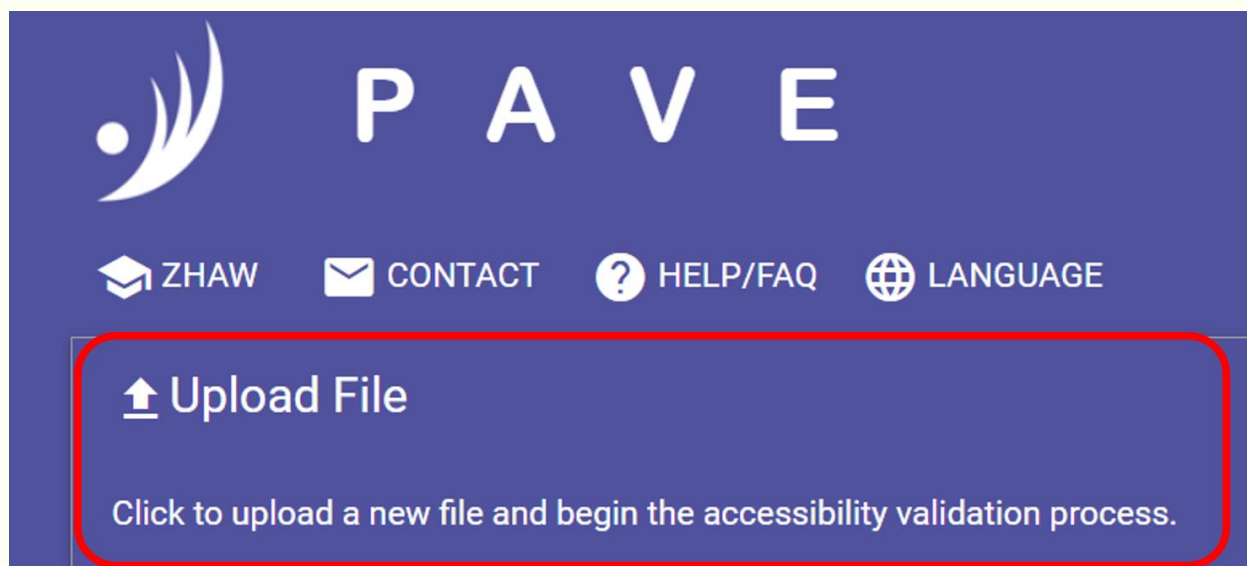 P A V E
ZHAW CONTACT ? HELP/FAQ LANGUAGE
Upload File
Click to upload a new file and begin the accessibility validation process.